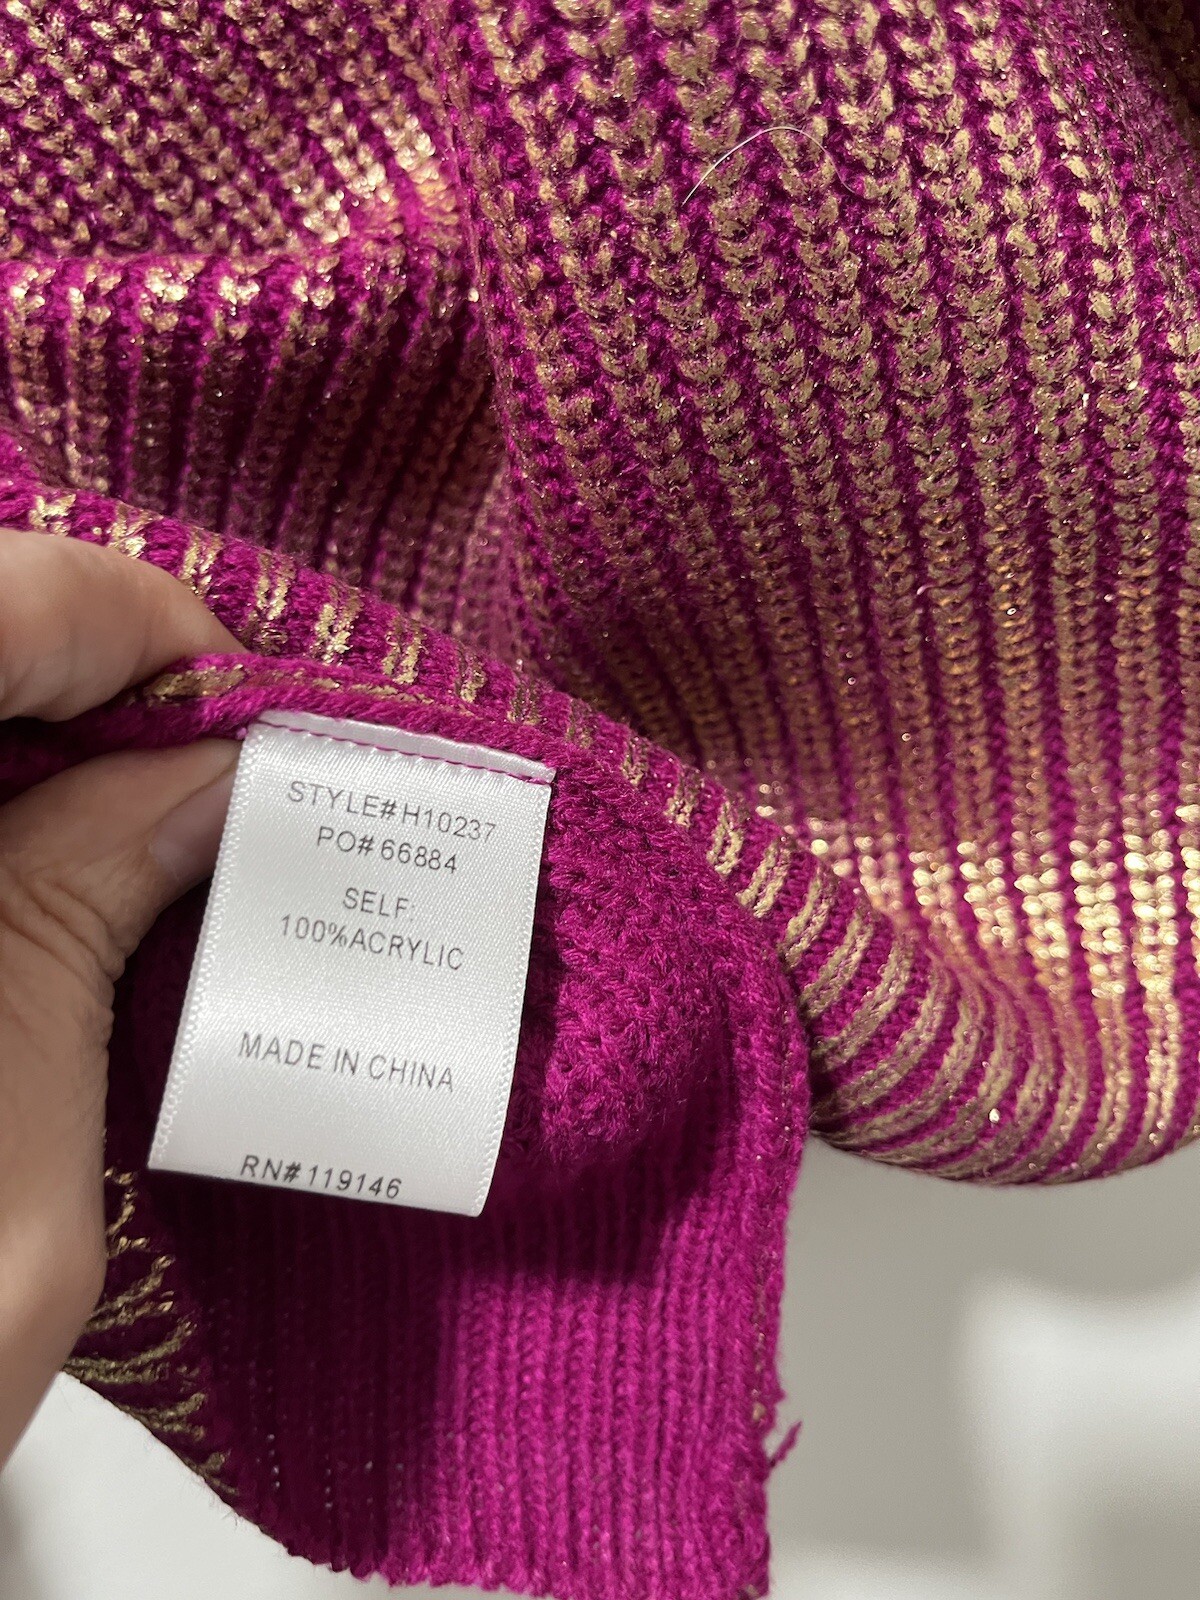 STYLE#H10237
PO#66884
SELF:
100%ACRYLIC
MADE IN CHINA
RN#119146